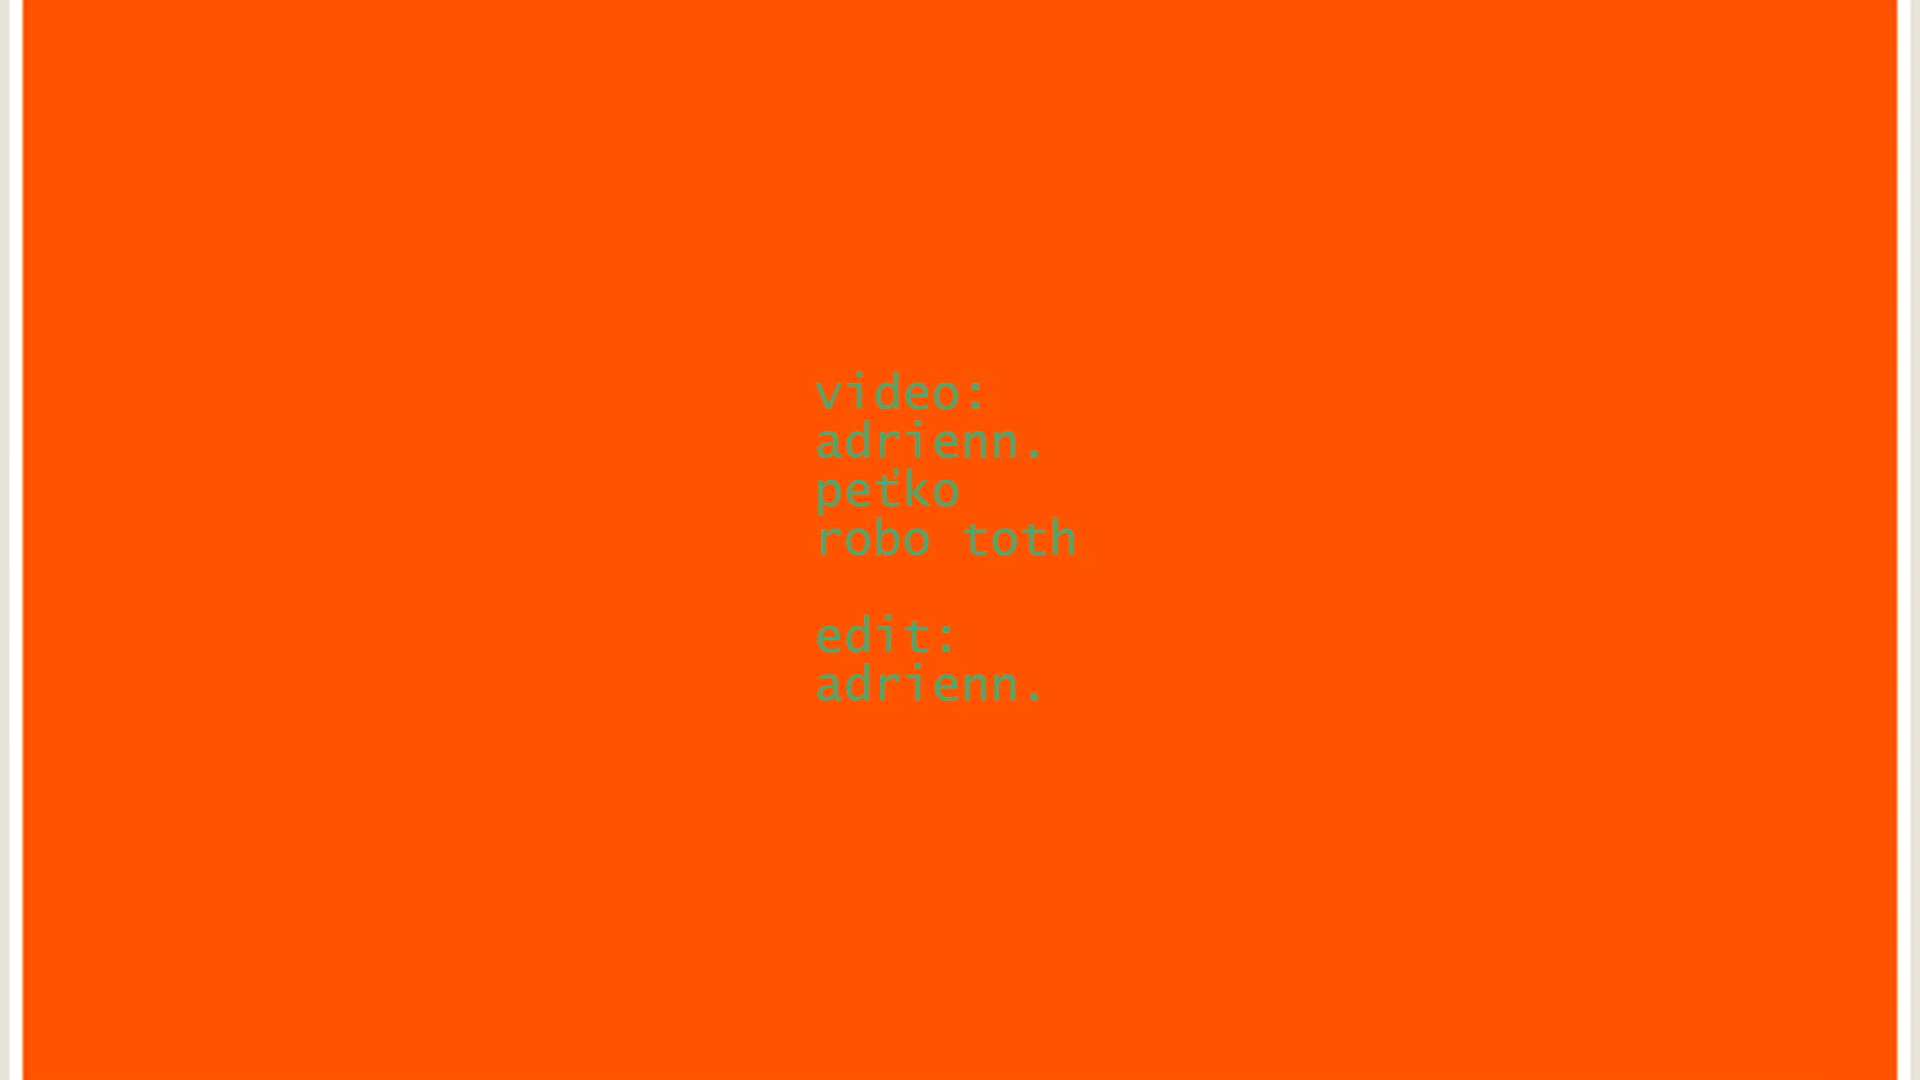 video:
adrienn.
peťko
robo toth
edit:
adrienn.